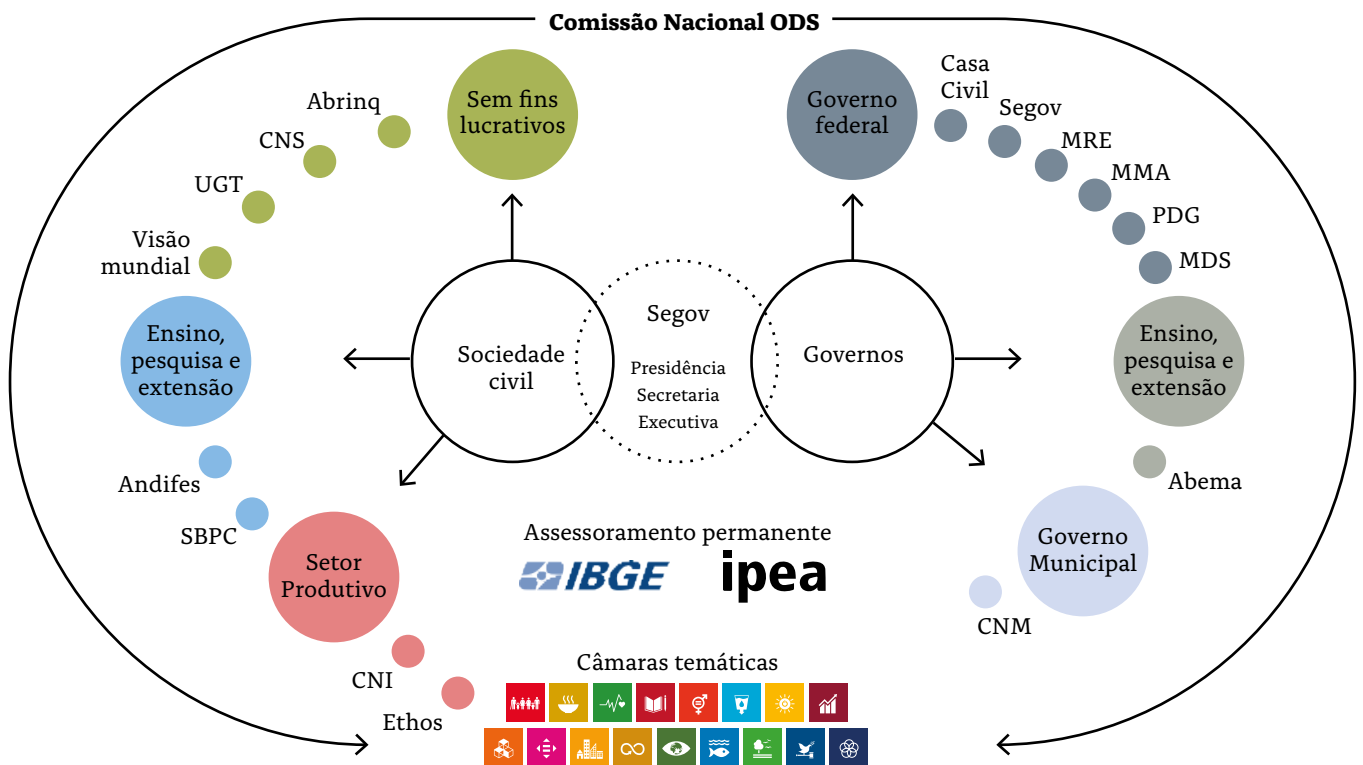 Comissão Nacional ODS
Sem fins
lucrativos
Abrinq
CNS
UGT
Visão
mundial
Ensino,
pesquisa e
extensão
Andifes
SBPC
Setor
Produtivo
CNI
Ethos
Sociedade
civil
Segov
Presidência
Secretaria
Executiva
Governos
Governo
federal
Casa
Civil
Segov
MRE
MMA
PDG
MDS
Ensino,
pesquisa e
extensão
Abema
Governo
Municipal
CNM
Assessoramento permanente
IBGE
ipea
Câmaras temáticas